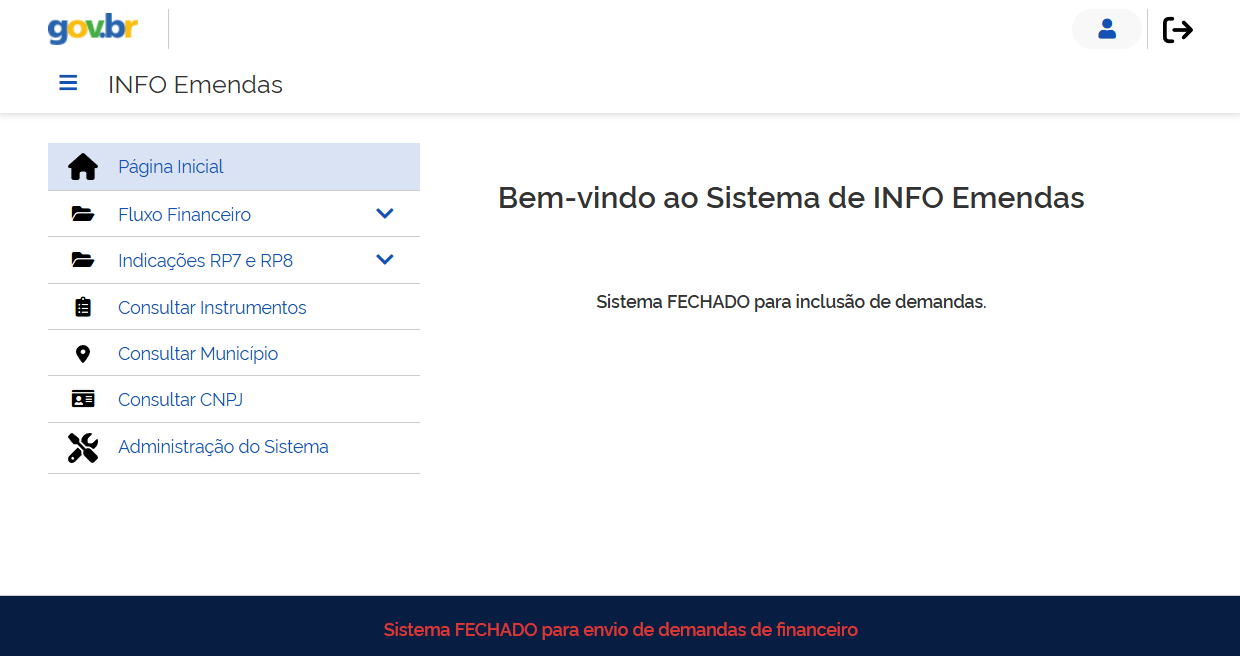 gov.br
INFO Emendas
Página Inicial
Fluxo Financeiro
Indicações RP7 e RP8
Consultar Instrumentos
Consultar Município
Consultar CNPJ
Administração do Sistema
Bem-vindo ao Sistema de INFO Emendas
Sistema FECHADO para inclusão de demandas.
Sistema FECHADO para envio de demandas de financeiro